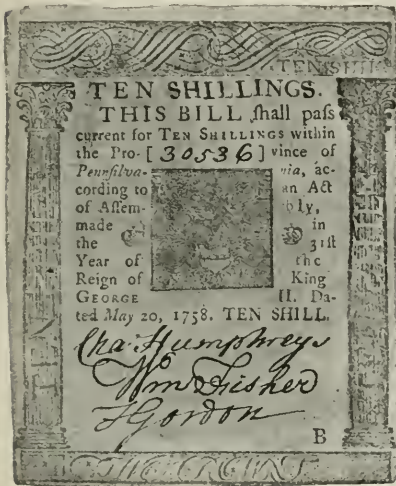 TEN SHILLINGS.
THIS BILL ſhall paſs
current for TEN SHILLINGS within
the Pro- [ 30536 ] vince of
Pennſilva- nia, ac-
cording to an Act
of Aſſem- bly,
made in
the 31ſt
Year of the
Reign of King
GEORGE II. Da-
ted May 20, 1758. TEN SHILL.
Cha Humphreys
Wm Fisher
T Gordon
B